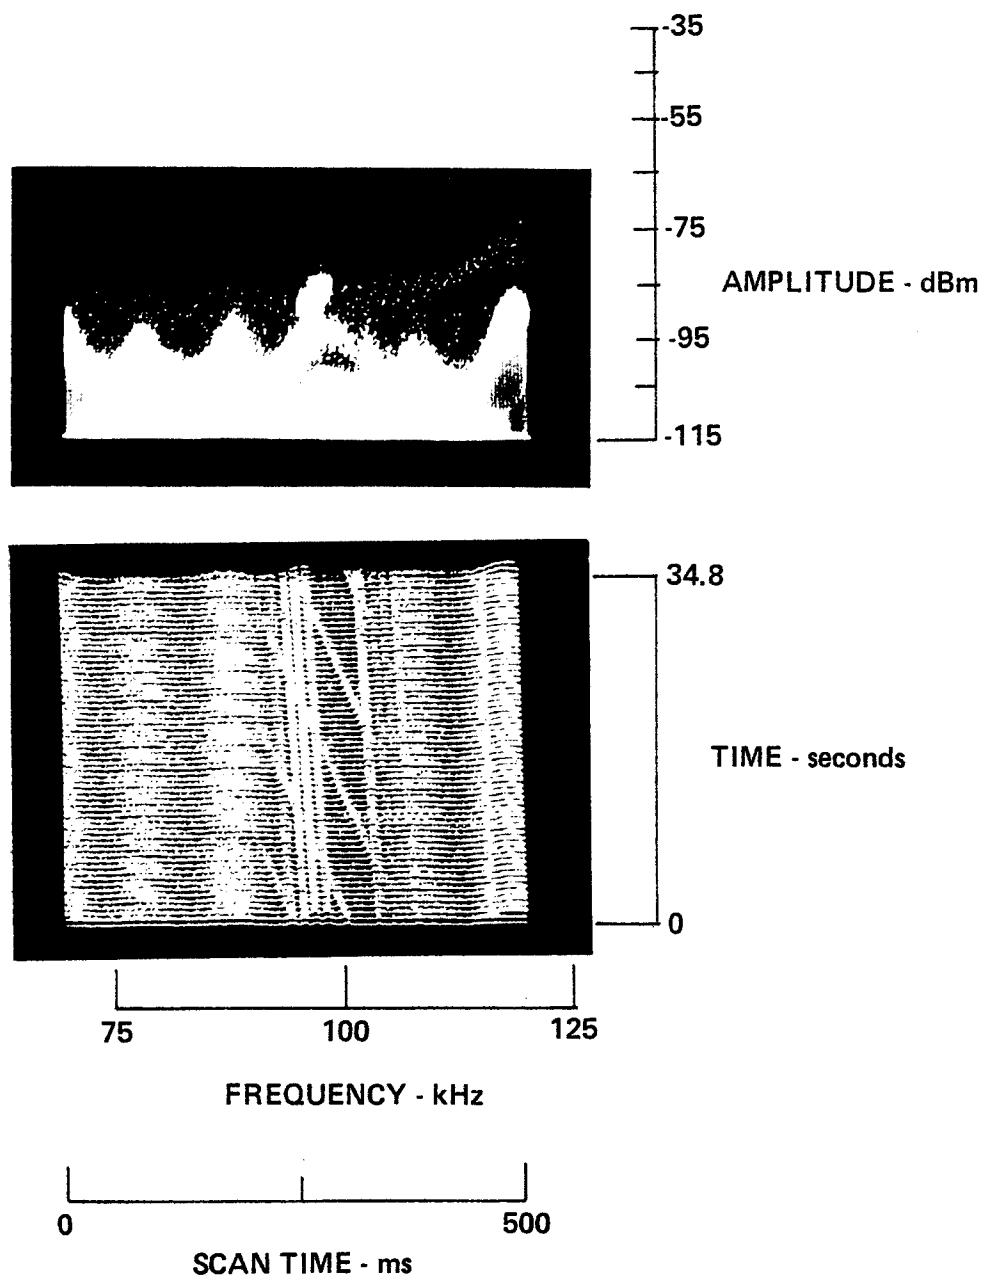 -35
-55
-75
AMPLITUDE - dBm
-95
-115
34.8
TIME - seconds
0
75 100 125
FREQUENCY - kHz
0 500
SCAN TIME - ms